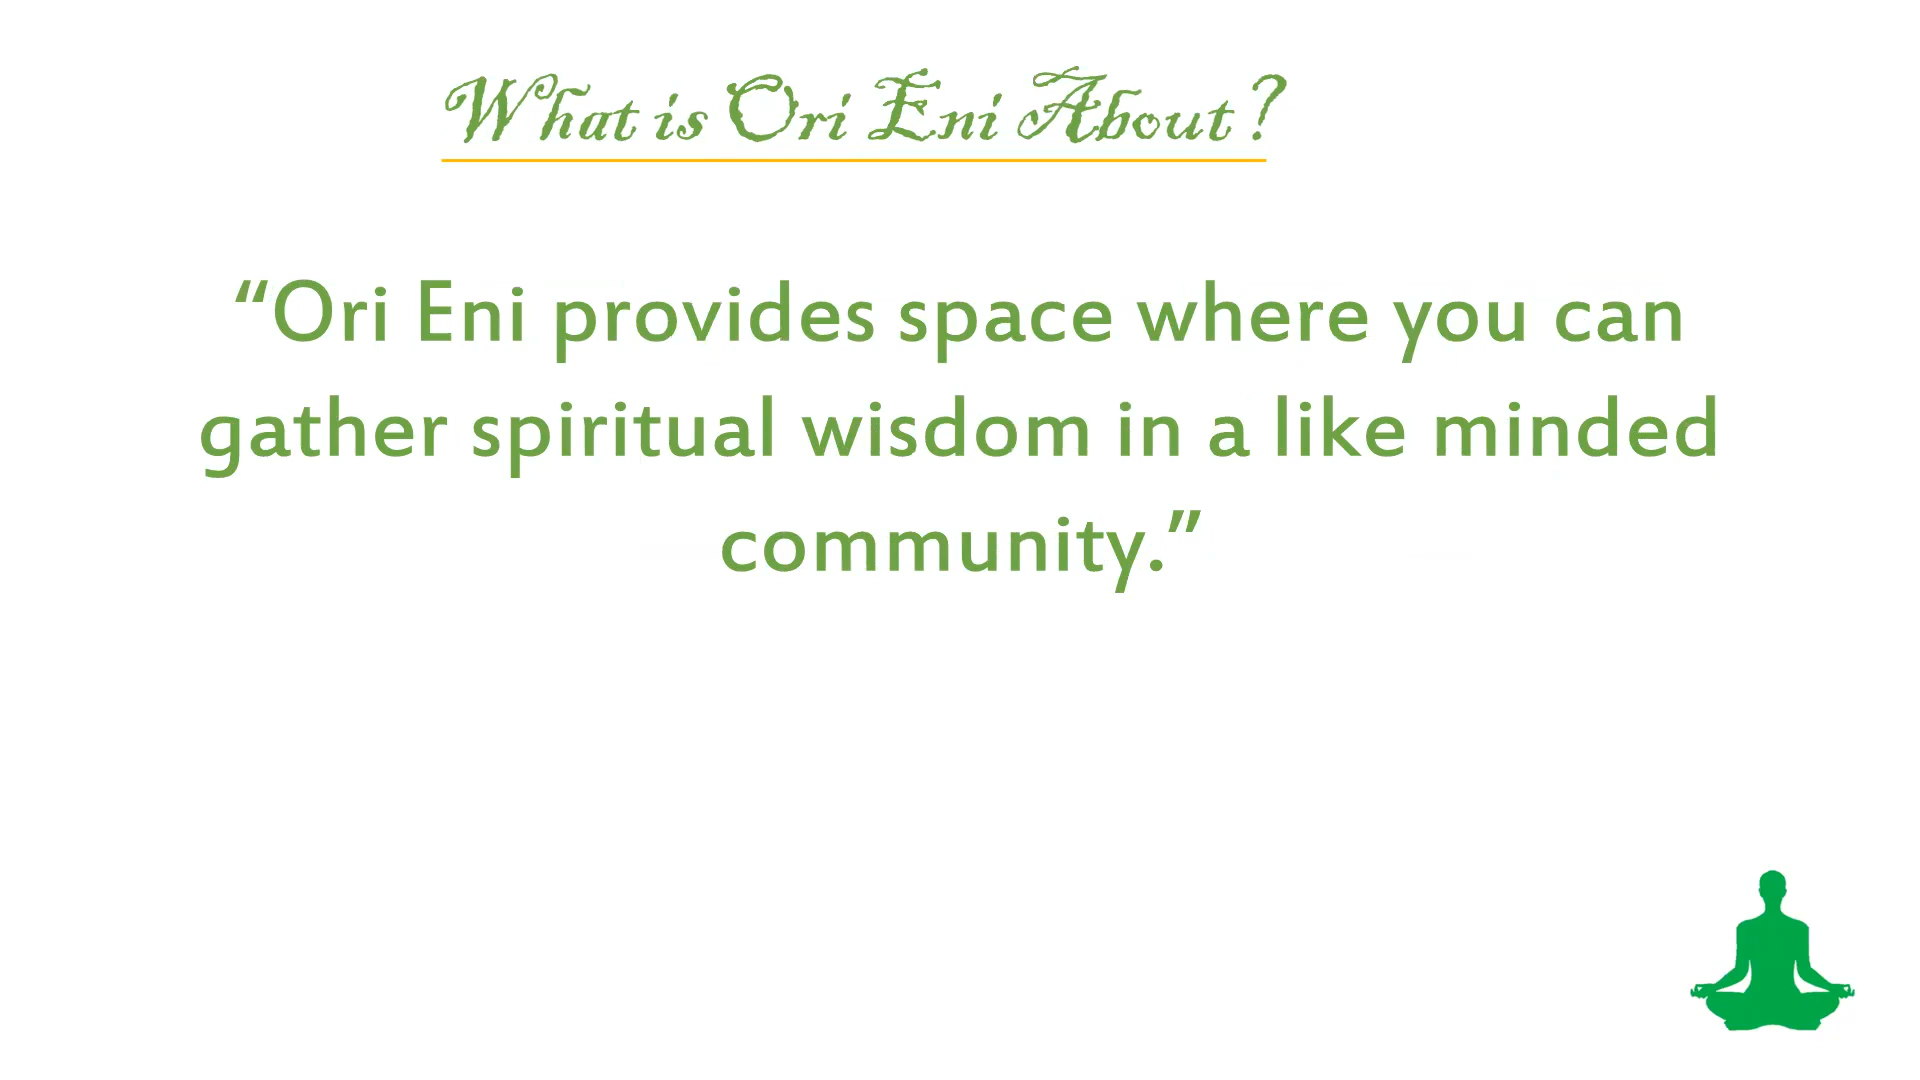 What is Ori Eni About?
“Ori Eni provides space where you can
gather spiritual wisdom in a like minded
community.”